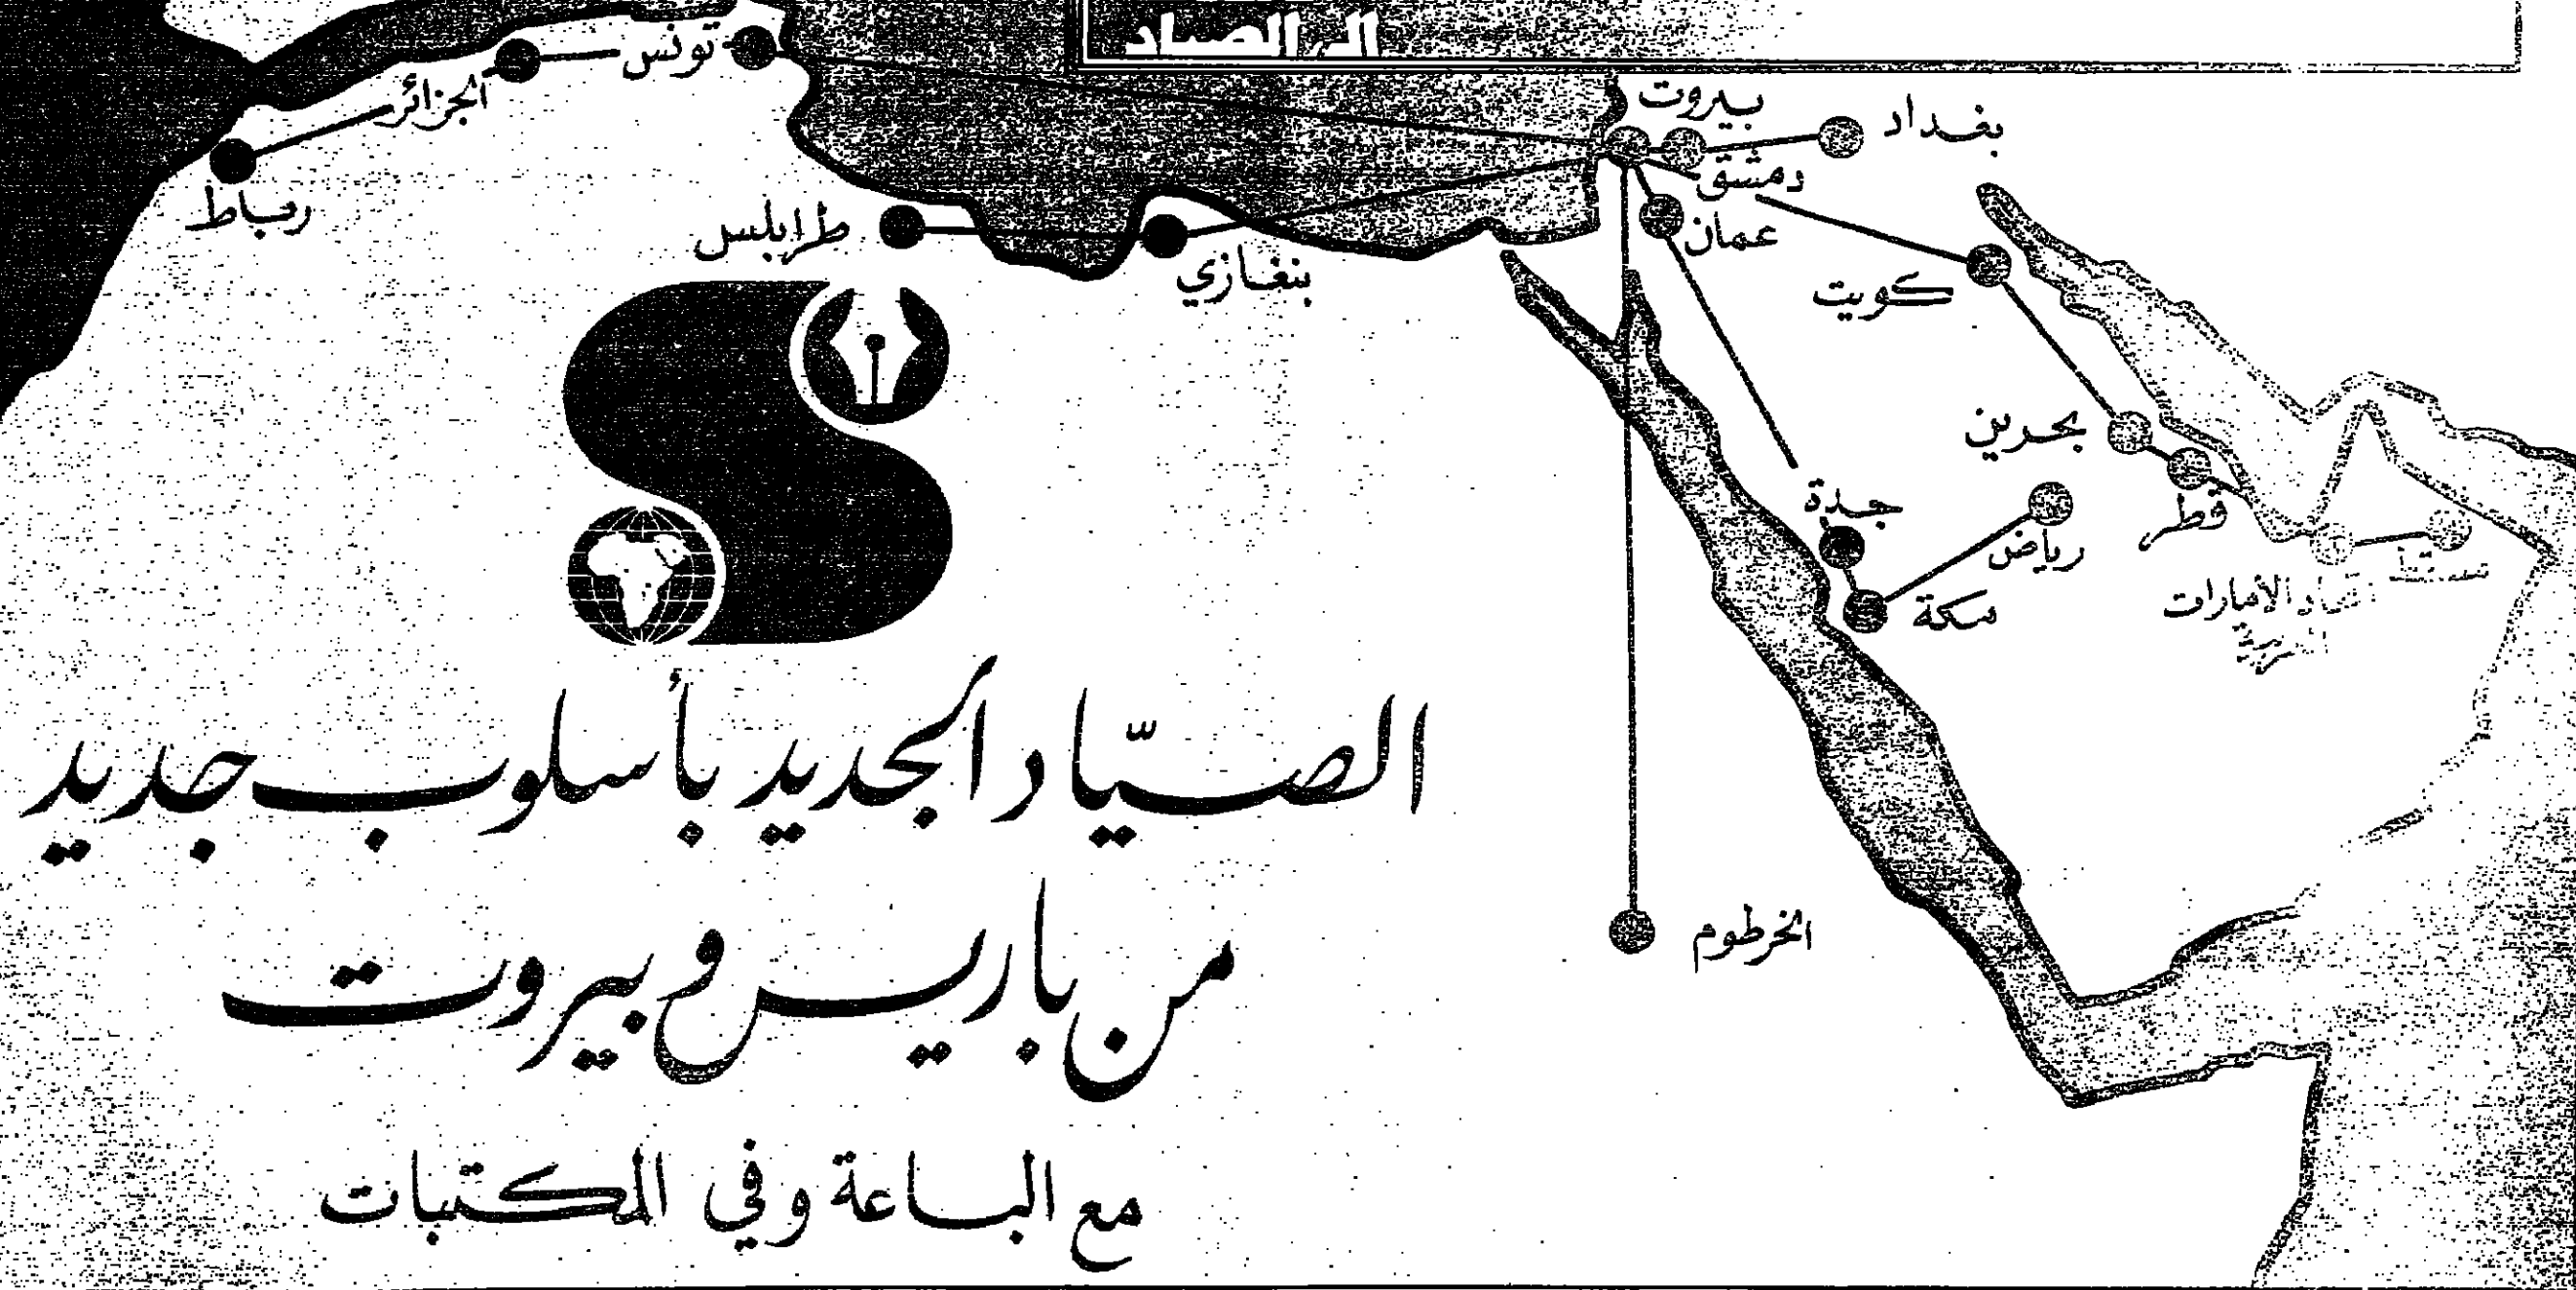 الصياد
تونس
الجزائر
رباط
طرابلس
بنغازي
بيروت
دمشق
بغداد
عمان
كويت
بحرين
قطر
جدة
رياض
مكة
الأمارات
الخرطوم
الصيّاد الجديد بأسلوب جديد
من باريس وبيروت
مع الباعة وفي المكتبات